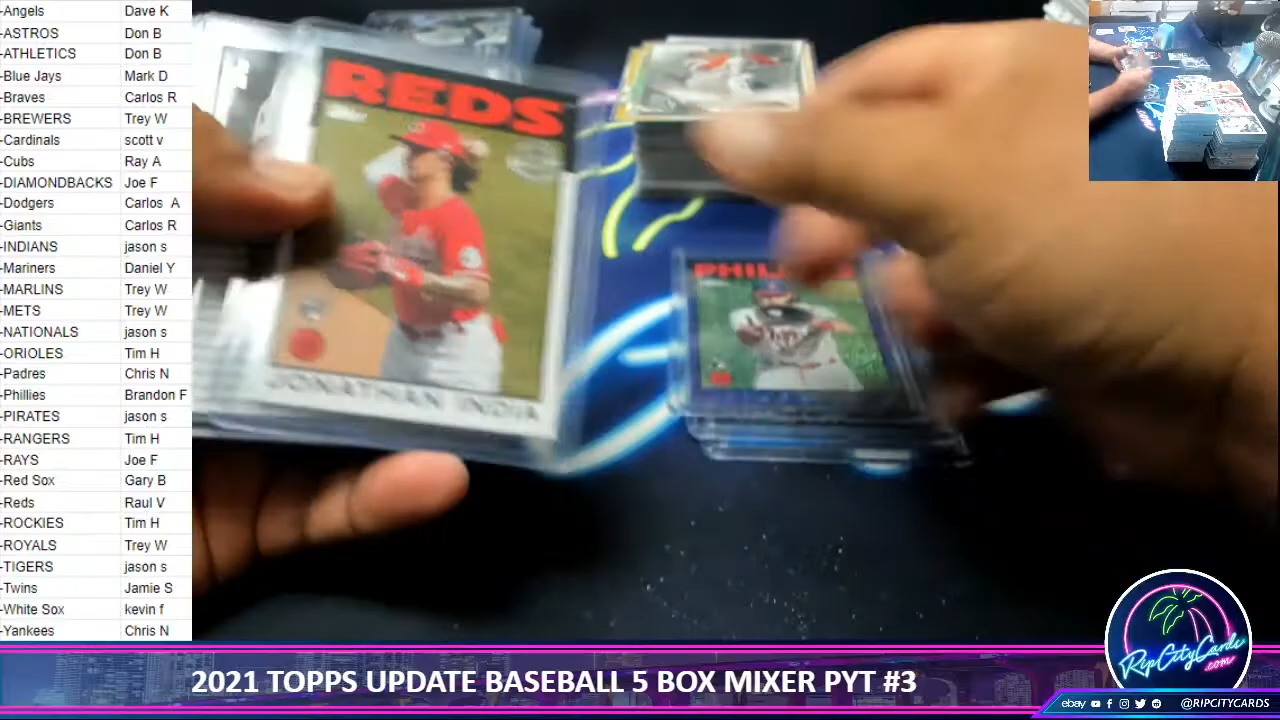 -Angels Dave K
-ASTROS Don B
-ATHLETICS Don B
-Blue Jays Mark D
-Braves Carlos R
-BREWERS Trey W
-Cardinals scott v
-Cubs Ray A
-DIAMONDBACKS Joe F
-Dodgers Carlos A
-Giants Carlos R
-INDIANS jason s
-Mariners Daniel Y
-MARLINS Trey W
-METS Trey W
-NATIONALS jason s
-ORIOLES Tim H
-Padres Chris N
-Phillies Brandon F
-PIRATES jason s
-RANGERS Tim H
-RAYS Joe F
-Red Sox Gary B
-Reds Raul V
-ROCKIES Tim H
-ROYALS Trey W
-TIGERS jason s
-Twins Jamie S
-White Sox kevin f
-Yankees Chris N
REDS
JONATHAN INDIA
RipCityCards
.com
2021 TOPPS UPDATE BASEBALL 5 BOX MIXER PYT #3
ebay @RIPCITYCARDS